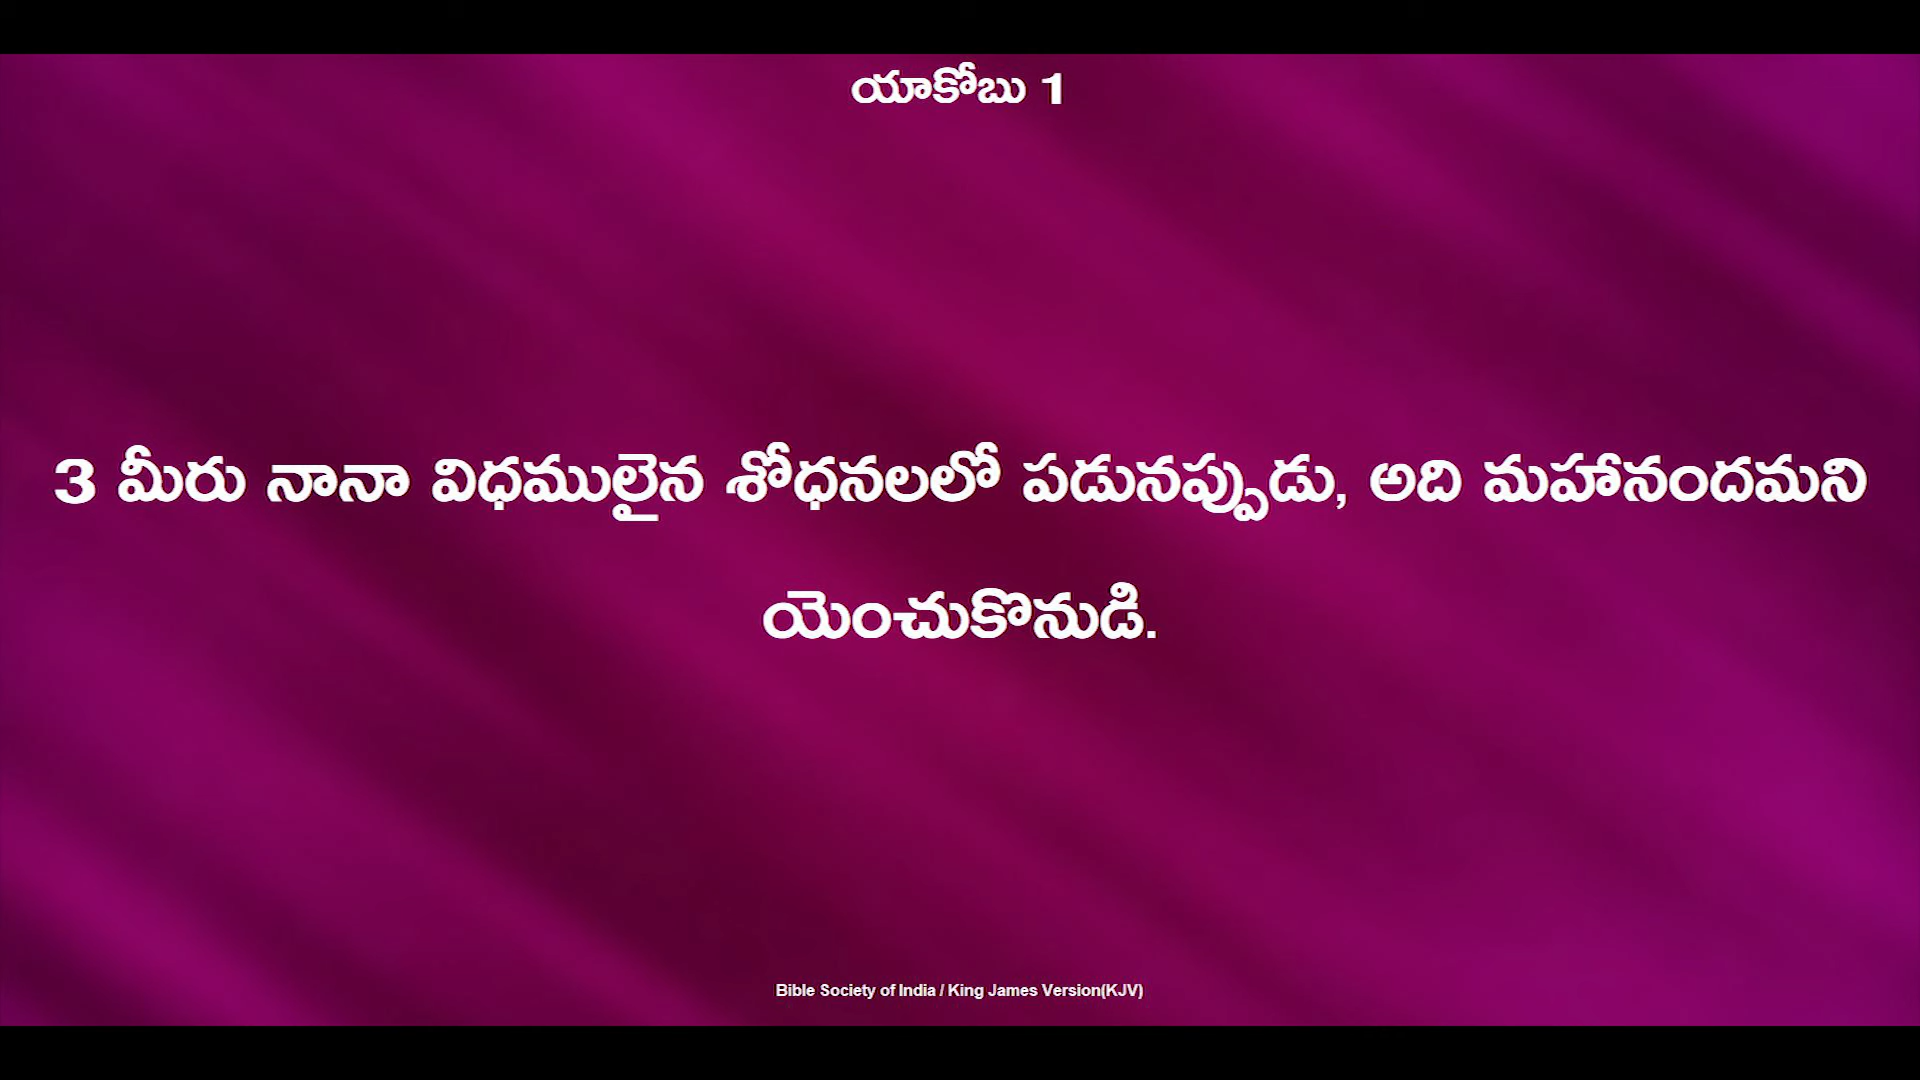 యాకోబు 1
3 మీరు నానా విధములైన శోధనలలో పడునప్పుడు, అది మహానందమని
యెంచుకొనుడి.
Bible Society of India / King James Version(KJV)